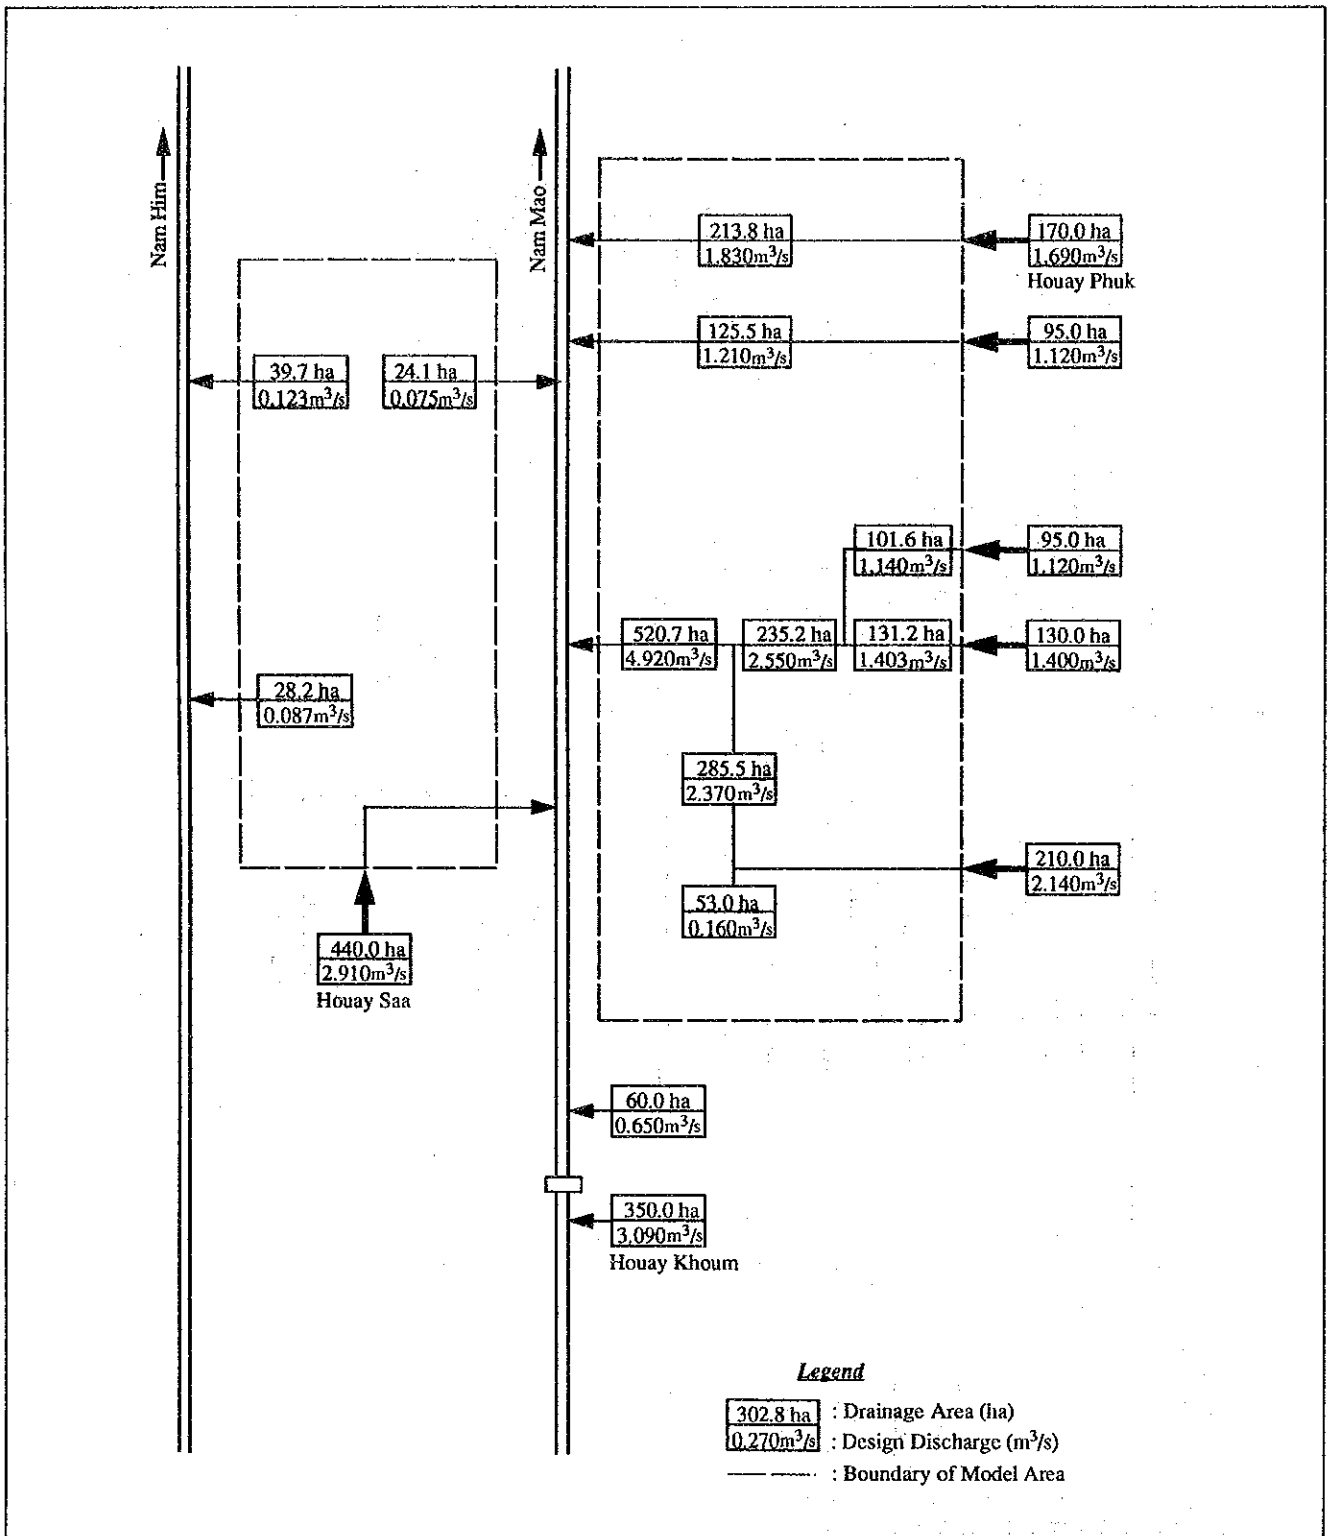 Nam Him
Nam Mao
213.8 ha
1.830m³/s
170.0 ha
1.690m³/s
Houay Phuk
125.5 ha
1.210m³/s
95.0 ha
1.120m³/s
39.7 ha
0.123m³/s
24.1 ha
0.075m³/s
101.6 ha
1.140m³/s
95.0 ha
1.120m³/s
520.7 ha
4.920m³/s
235.2 ha
2.550m³/s
131.2 ha
1.403m³/s
130.0 ha
1.400m³/s
28.2 ha
0.087m³/s
285.5 ha
2.370m³/s
210.0 ha
2.140m³/s
53.0 ha
0.160m³/s
440.0 ha
2.910m³/s
Houay Saa
60.0 ha
0.650m³/s
350.0 ha
3.090m³/s
Houay Khoum
Legend
302.8 ha : Drainage Area (ha)
0.270m³/s : Design Discharge (m³/s)
: Boundary of Model Area